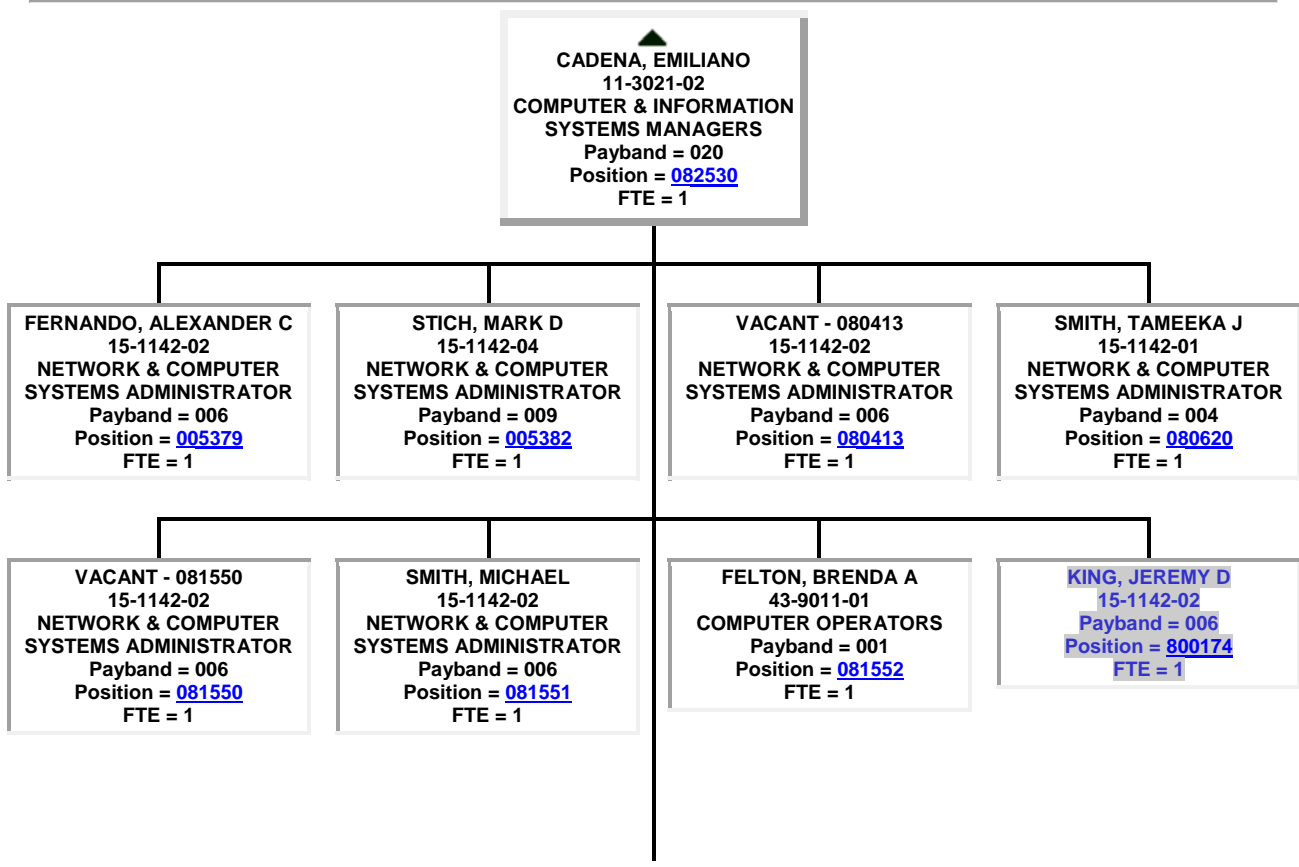 CADENA, EMILIANO
11-3021-02
COMPUTER & INFORMATION
SYSTEMS MANAGERS
Payband = 020
Position = 082530
FTE = 1
FERNANDO, ALEXANDER C
15-1142-02
NETWORK & COMPUTER
SYSTEMS ADMINISTRATOR
Payband = 006
Position = 005379
FTE = 1
STICH, MARK D
15-1142-04
NETWORK & COMPUTER
SYSTEMS ADMINISTRATOR
Payband = 009
Position = 005382
FTE = 1
VACANT - 080413
15-1142-02
NETWORK & COMPUTER
SYSTEMS ADMINISTRATOR
Payband = 006
Position = 080413
FTE = 1
SMITH, TAMEEKA J
15-1142-01
NETWORK & COMPUTER
SYSTEMS ADMINISTRATOR
Payband = 004
Position = 080620
FTE = 1
VACANT - 081550
15-1142-02
NETWORK & COMPUTER
SYSTEMS ADMINISTRATOR
Payband = 006
Position = 081550
FTE = 1
SMITH, MICHAEL
15-1142-02
NETWORK & COMPUTER
SYSTEMS ADMINISTRATOR
Payband = 006
Position = 081551
FTE = 1
FELTON, BRENDA A
43-9011-01
COMPUTER OPERATORS
Payband = 001
Position = 081552
FTE = 1
KING, JEREMY D
15-1142-02
Payband = 006
Position = 800174
FTE = 1